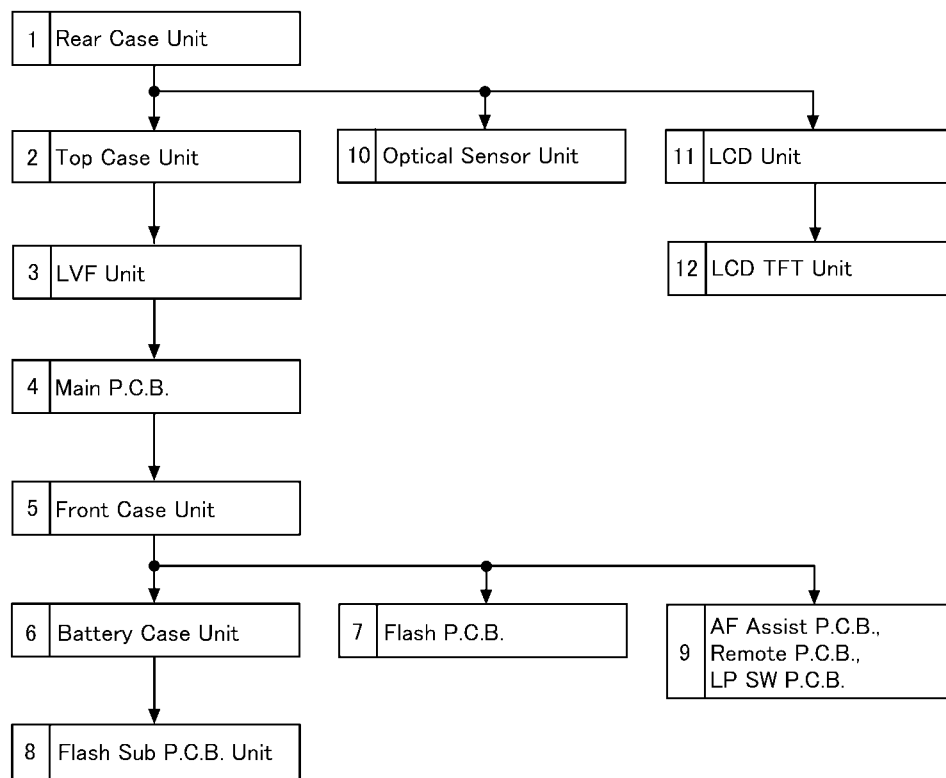 1 Rear Case Unit
2 Top Case Unit
10 Optical Sensor Unit
11 LCD Unit
3 LVF Unit
12 LCD TFT Unit
4 Main P.C.B.
5 Front Case Unit
6 Battery Case Unit
7 Flash P.C.B.
9 AF Assist P.C.B.,
Remote P.C.B.,
LP SW P.C.B.
8 Flash Sub P.C.B. Unit